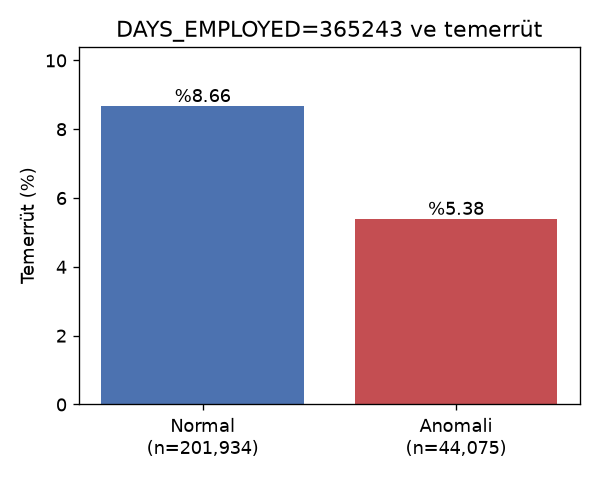 DAYS_EMPLOYED=365243 ve temerrüt
Temerrüt (%)
10
8
6
4
2
0
%8.66
%5.38
Normal
(n=201,934)
Anomali
(n=44,075)